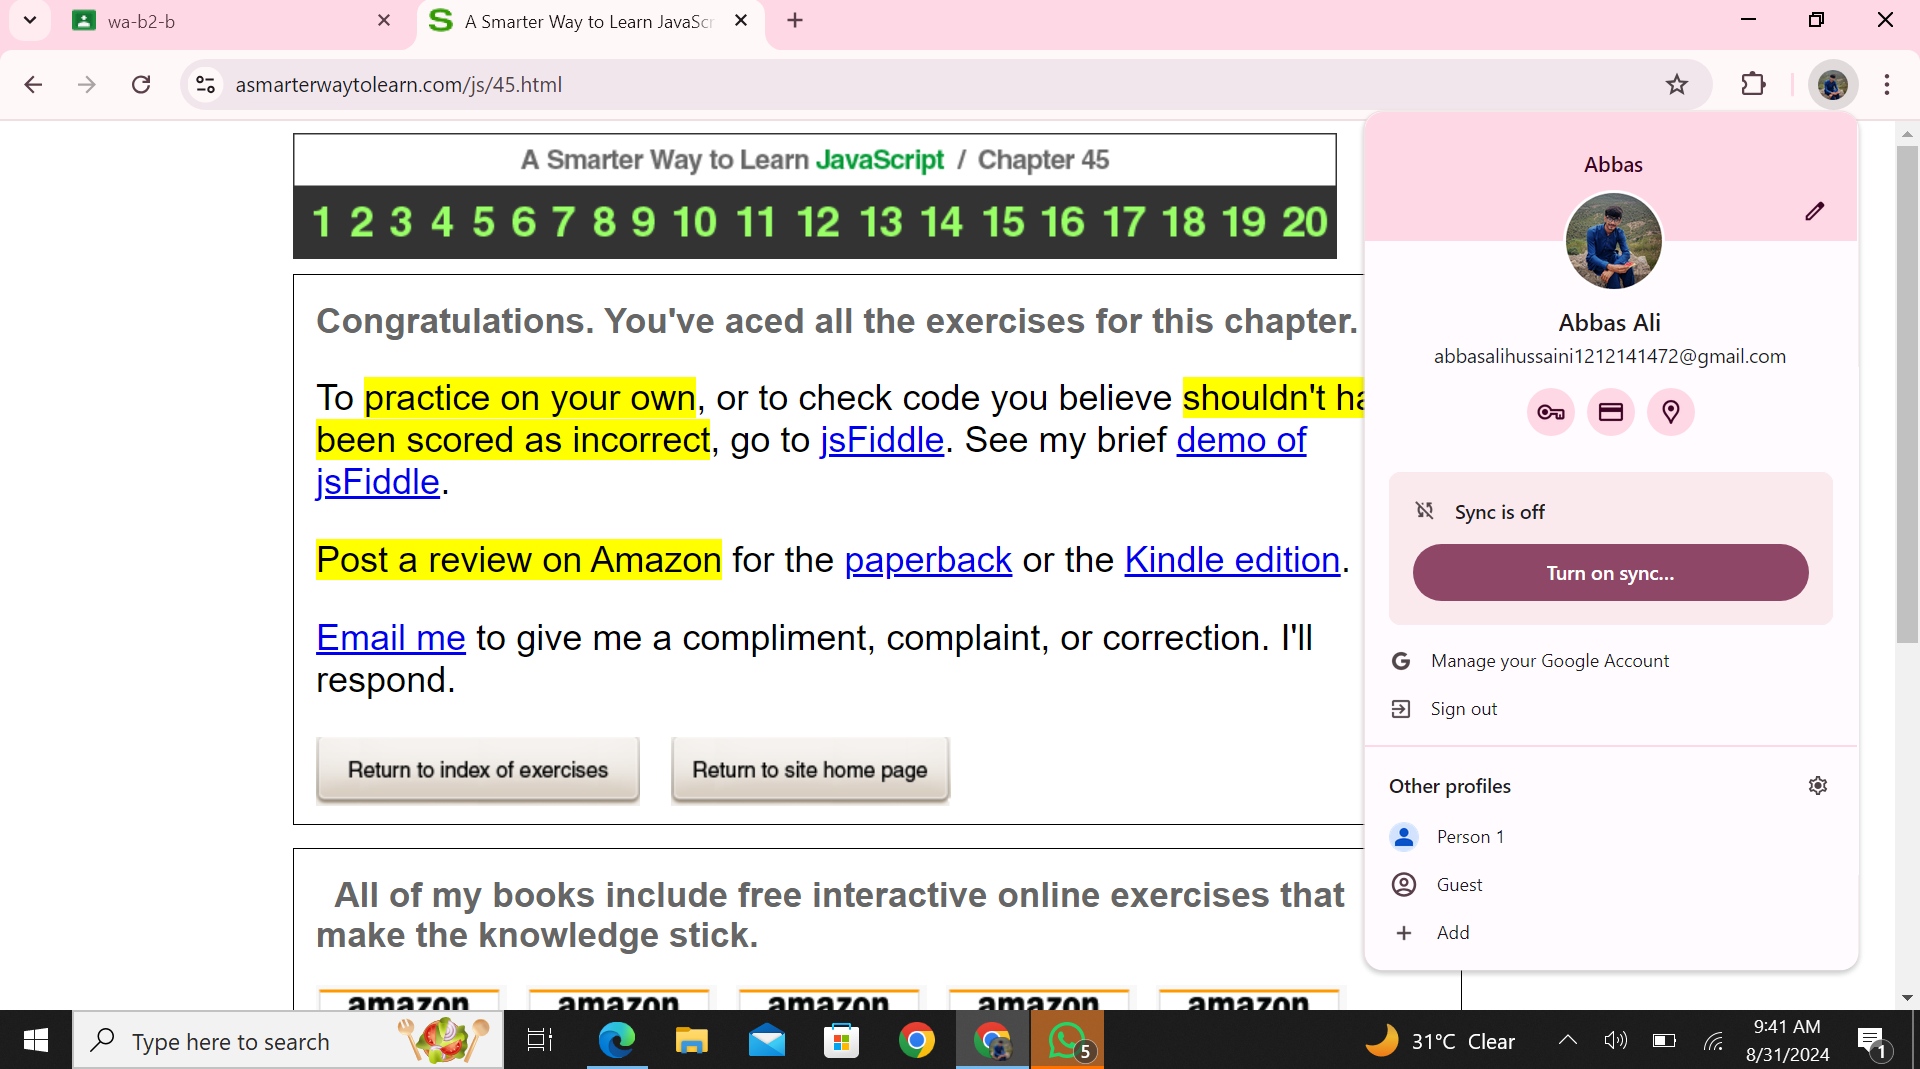 wa-b2-b
A Smarter Way to Learn JavaScr
asmarterwaytolearn.com/js/45.html
A Smarter Way to Learn JavaScript / Chapter 45
1 2 3 4 5 6 7 8 9 10 11 12 13 14 15 16 17 18 19 20
Congratulations. You've aced all the exercises for this chapter.
To practice on your own, or to check code you believe shouldn't ha
been scored as incorrect, go to jsFiddle. See my brief demo of
jsFiddle.
Post a review on Amazon for the paperback or the Kindle edition.
Email me to give me a compliment, complaint, or correction. I'll
respond.
Return to index of exercises
Return to site home page
All of my books include free interactive online exercises that
make the knowledge stick.
amazon amazon amazon amazon amazon
Abbas
Abbas Ali
abbasalihussaini1212141472@gmail.com
Sync is off
Turn on sync...
Manage your Google Account
Sign out
Other profiles
Person 1
Guest
Add
Type here to search
5
31°C Clear
9:41 AM
8/31/2024
1